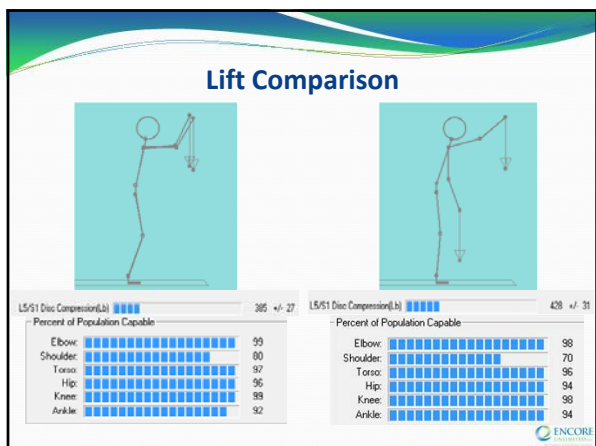 Lift Comparison
L5/S1 Disc Compression(Lb) 385 +/- 27
Percent of Population Capable
Elbow: 99
Shoulder: 80
Torso: 97
Hip: 96
Knee: 99
Ankle: 92
L5/S1 Disc Compression(Lb) 428 +/- 31
Percent of Population Capable
Elbow: 98
Shoulder: 70
Torso: 96
Hip: 94
Knee: 98
Ankle: 94
ENCORE